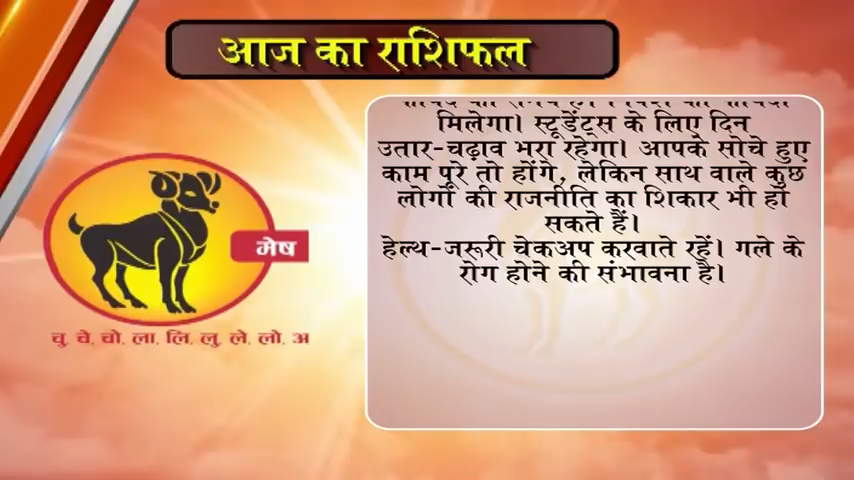 आज का राशिफल
मिलेगा। स्टूडेंट्स के लिए दिन
उतार-चढ़ाव भरा रहेगा। आपके सोचे हुए
काम पूरे तो होंगे, लेकिन साथ वाले कुछ
लोगों की राजनीति का शिकार भी हो
सकते हैं।
हेल्थ-जरूरी चेकअप करवाते रहें। गले के
रोग होने की संभावना है।
मेष
चु, चे, चो, ला, लि, लु, ले, लो, अ